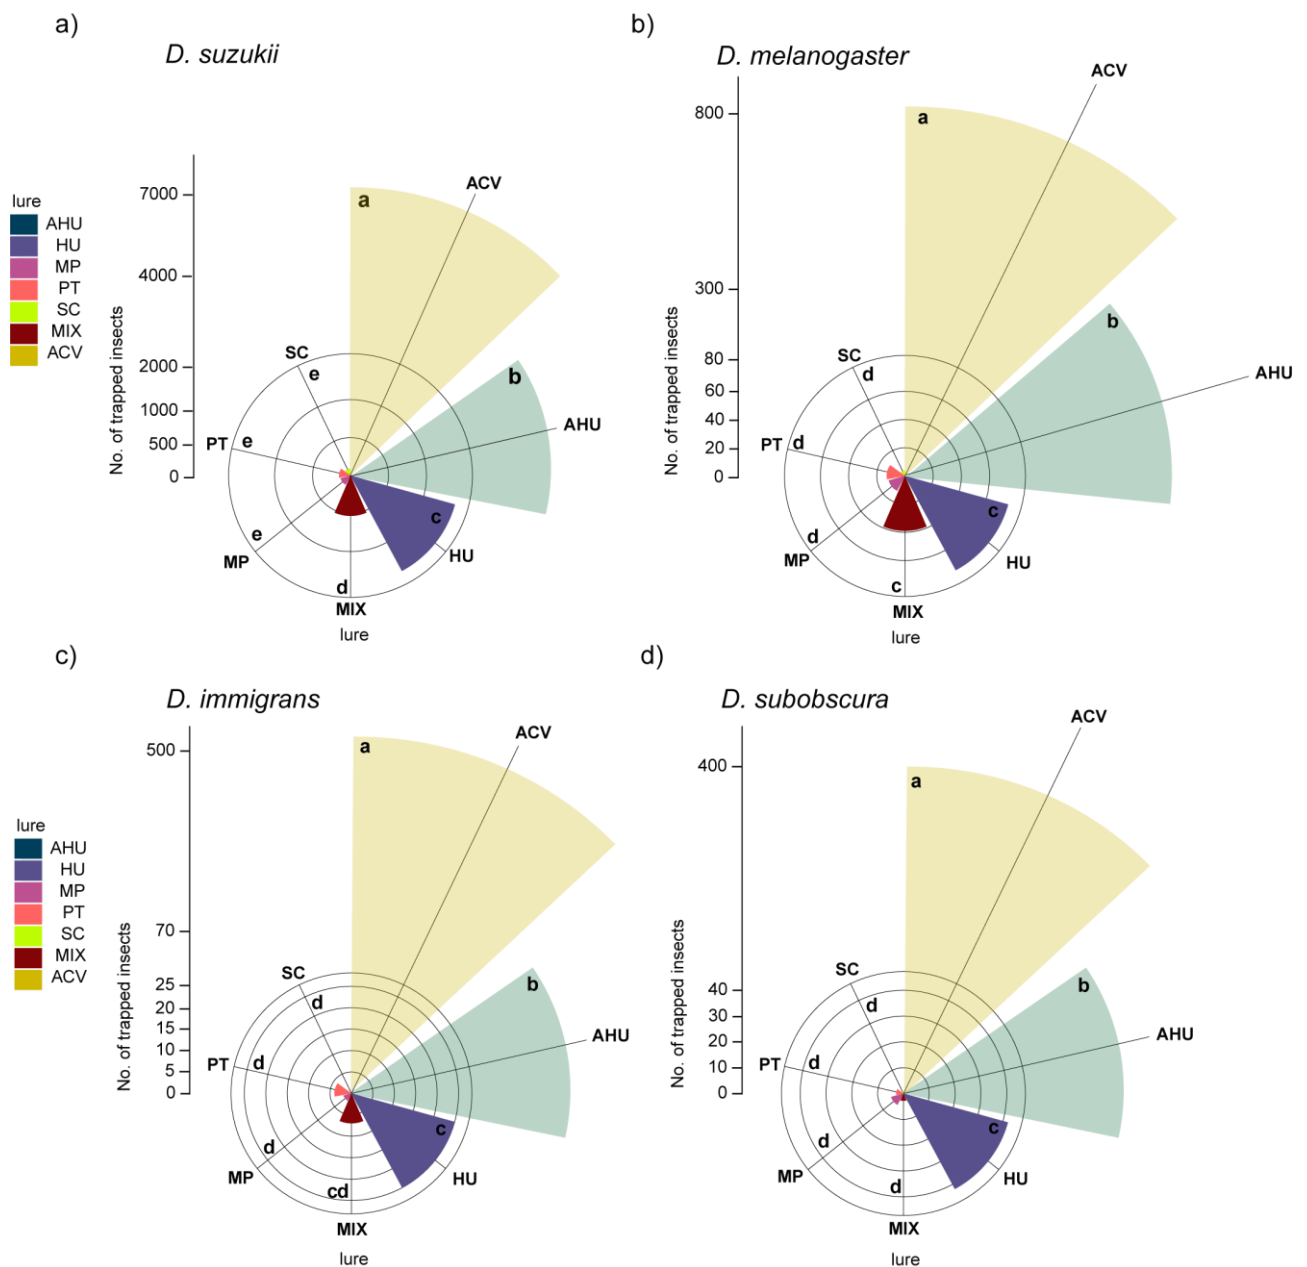 a)
D. suzukii
lure
AHU
HU
MP
PT
SC
MIX
ACV
No. of trapped insects
7000
4000
2000
1000
500
0
ACV
a
AHU
b
HU
c
MIX
d
MP
e
PT
e
SC
e
lure
b)
D. melanogaster
No. of trapped insects
800
300
80
60
40
20
0
ACV
a
AHU
b
HU
c
MIX
c
MP
d
PT
d
SC
d
lure
c)
D. immigrans
lure
AHU
HU
MP
PT
SC
MIX
ACV
No. of trapped insects
500
70
25
20
15
10
5
0
ACV
a
AHU
b
HU
c
MIX
cd
MP
d
PT
d
SC
d
lure
d)
D. subobscura
No. of trapped insects
400
40
30
20
10
0
ACV
a
AHU
b
HU
c
MIX
d
MP
d
PT
d
SC
d
lure